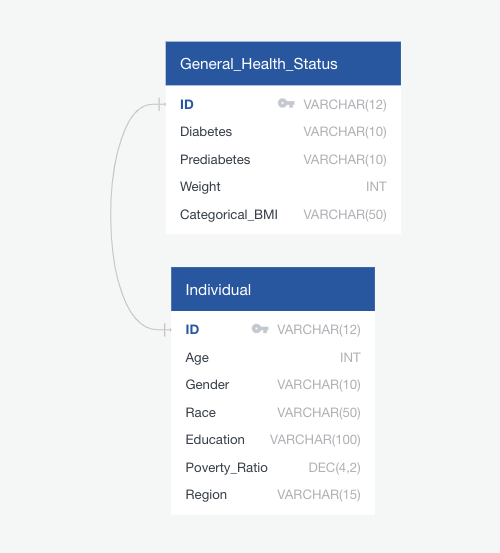 General_Health_Status
ID VARCHAR(12)
Diabetes VARCHAR(10)
Prediabetes VARCHAR(10)
Weight INT
Categorical_BMI VARCHAR(50)
Individual
ID VARCHAR(12)
Age INT
Gender VARCHAR(10)
Race VARCHAR(50)
Education VARCHAR(100)
Poverty_Ratio DEC(4,2)
Region VARCHAR(15)